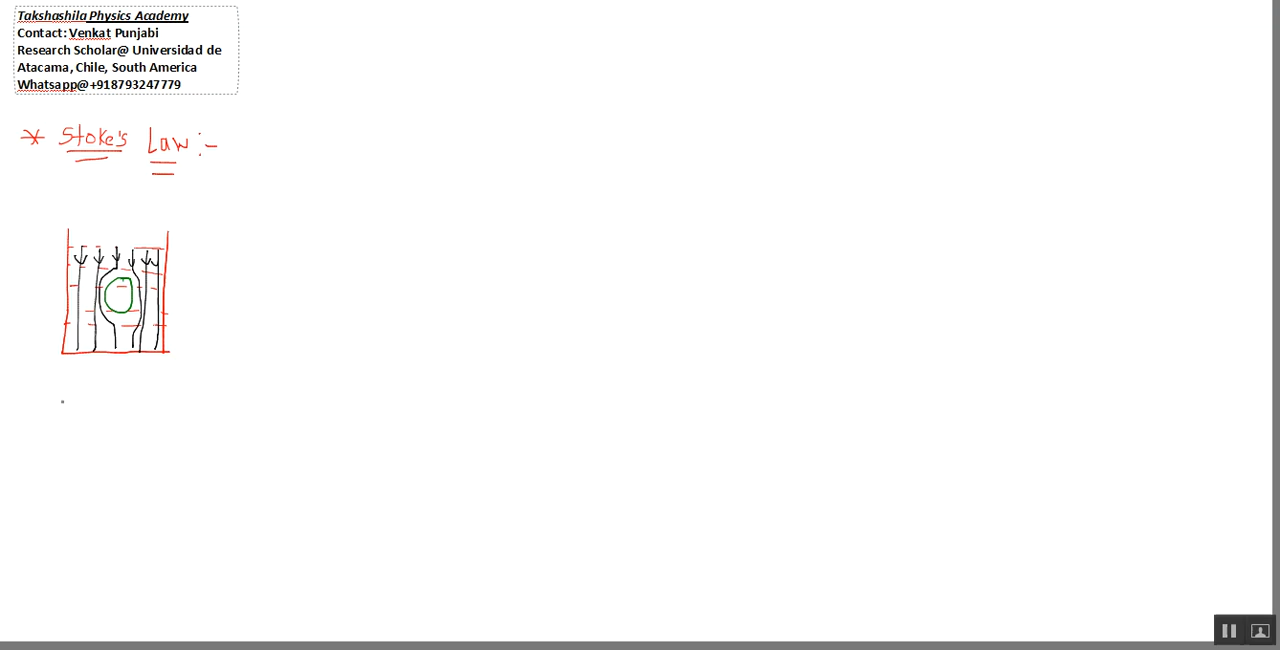 Takshashila Physics Academy
Contact: Venkat Punjabi
Research Scholar@ Universidad de
Atacama, Chile, South America
Whatsapp@+918793247779
* Stoke's Law :-